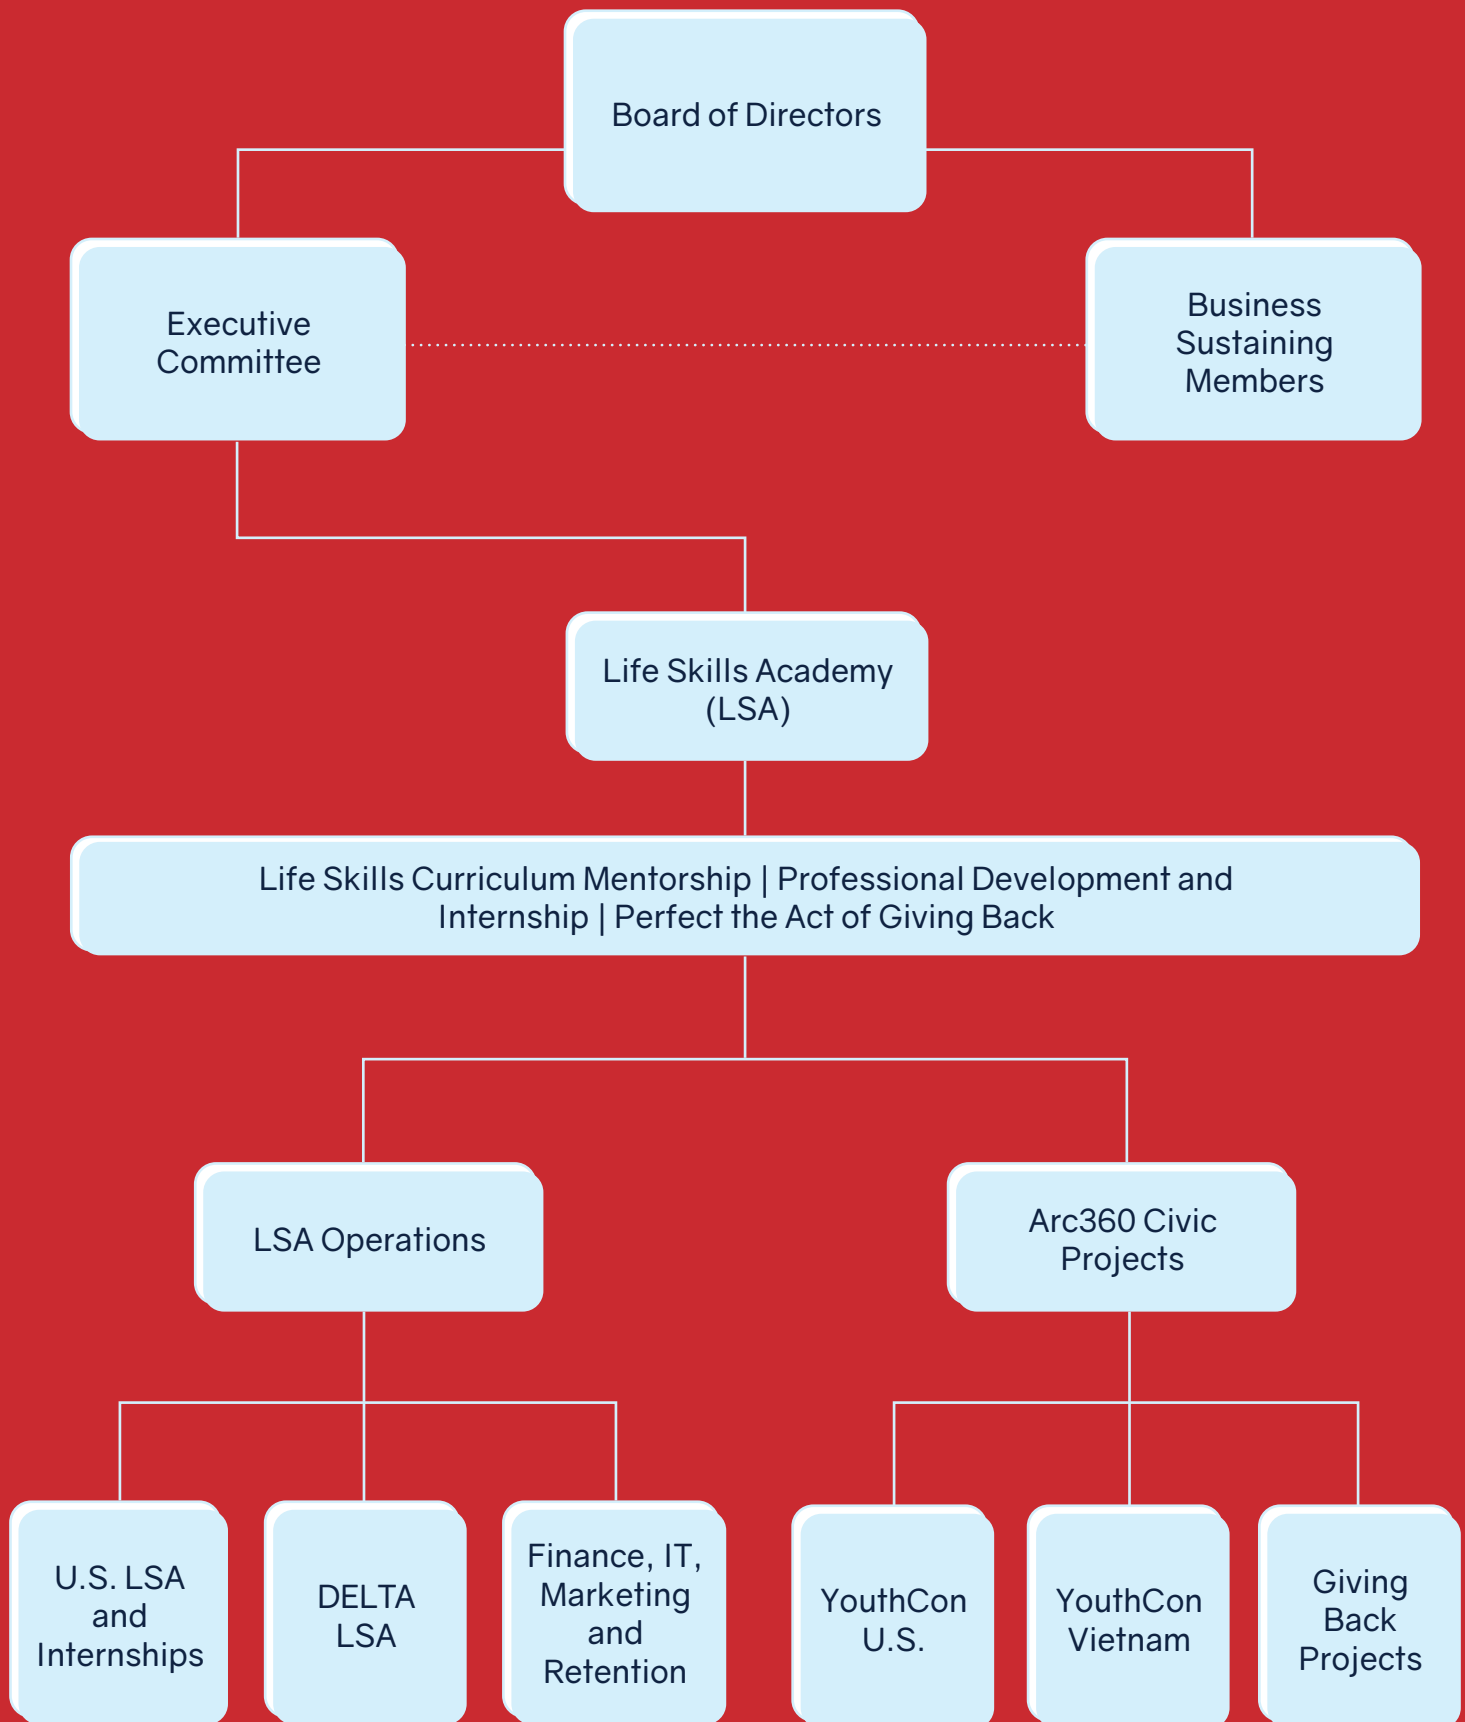 Board of Directors
Executive
Committee
Business
Sustaining
Members
Life Skills Academy
(LSA)
Life Skills Curriculum Mentorship | Professional Development and
Internship | Perfect the Act of Giving Back
LSA Operations
Arc360 Civic
Projects
U.S. LSA
and
Internships
DELTA
LSA
Finance, IT,
Marketing
and
Retention
YouthCon
U.S.
YouthCon
Vietnam
Giving
Back
Projects